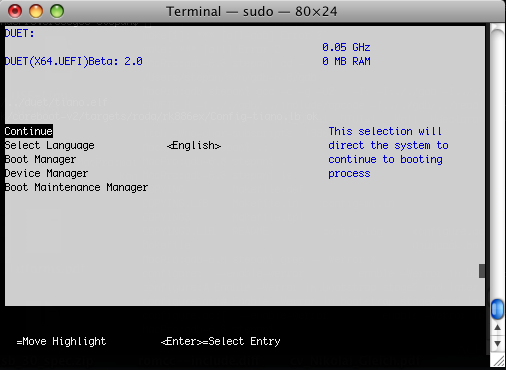 Terminal — sudo — 80×24
DUET:
0.05 GHz
DUET(X64.UEFI)Beta: 2.0 0 MB RAM
Continue This selection will
Select Language <English> direct the system to
Boot Manager continue to booting
Device Manager process
Boot Maintenance Manager
=Move Highlight <Enter>=Select Entry